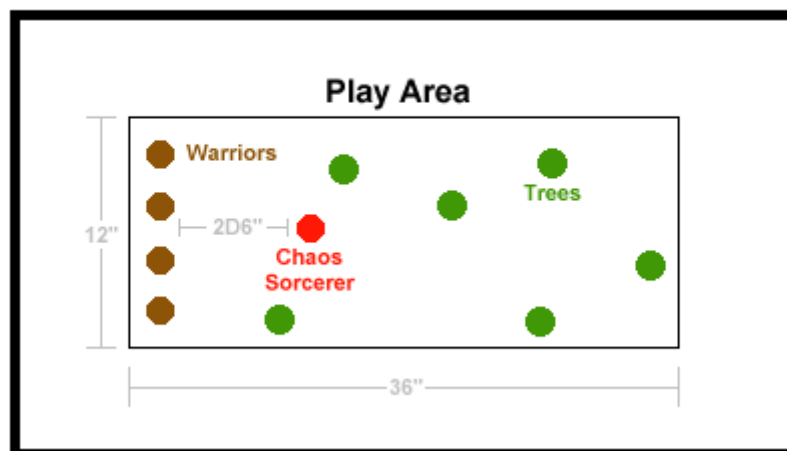 Play Area
Warriors
Trees
12"
2D6"
Chaos
Sorcerer
36"